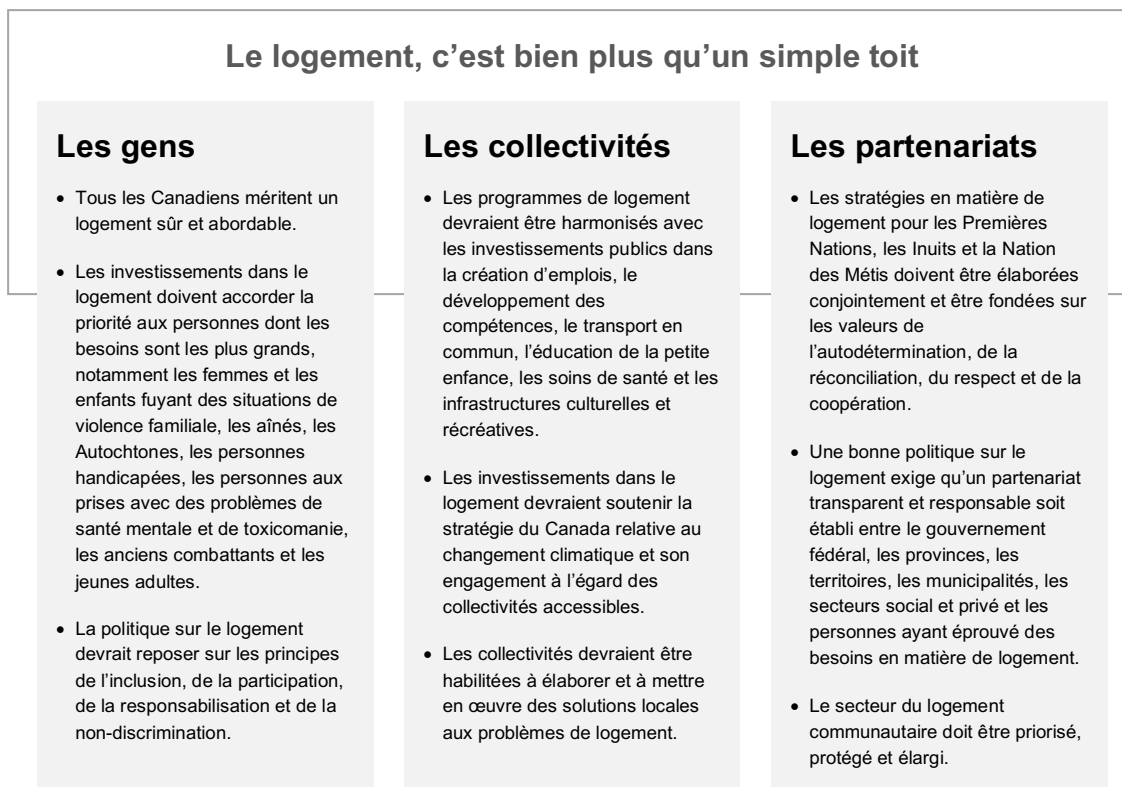 Le logement, c’est bien plus qu’un simple toit
Les gens
• Tous les Canadiens méritent un
logement sûr et abordable.
• Les investissements dans le
logement doivent accorder la
priorité aux personnes dont les
besoins sont les plus grands,
notamment les femmes et les
enfants fuyant des situations de
violence familiale, les aînés, les
Autochtones, les personnes
handicapées, les personnes aux
prises avec des problèmes de
santé mentale et de toxicomanie,
les anciens combattants et les
jeunes adultes.
• La politique sur le logement
devrait reposer sur les principes
de l’inclusion, de la participation,
de la responsabilisation et de la
non-discrimination.
Les collectivités
• Les programmes de logement
devraient être harmonisés avec
les investissements publics dans
la création d’emplois, le
développement des
compétences, le transport en
commun, l’éducation de la petite
enfance, les soins de santé et les
infrastructures culturelles et
récréatives.
• Les investissements dans le
logement devraient soutenir la
stratégie du Canada relative au
changement climatique et son
engagement à l’égard des
collectivités accessibles.
• Les collectivités devraient être
habilitées à élaborer et à mettre
en œuvre des solutions locales
aux problèmes de logement.
Les partenariats
• Les stratégies en matière de
logement pour les Premières
Nations, les Inuits et la Nation
des Métis doivent être élaborées
conjointement et être fondées sur
les valeurs de
l’autodétermination, de la
réconciliation, du respect et de la
coopération.
• Une bonne politique sur le
logement exige qu’un partenariat
transparent et responsable soit
établi entre le gouvernement
fédéral, les provinces, les
territoires, les municipalités, les
secteurs social et privé et les
personnes ayant éprouvé des
besoins en matière de logement.
• Le secteur du logement
communautaire doit être priorisé,
protégé et élargi.